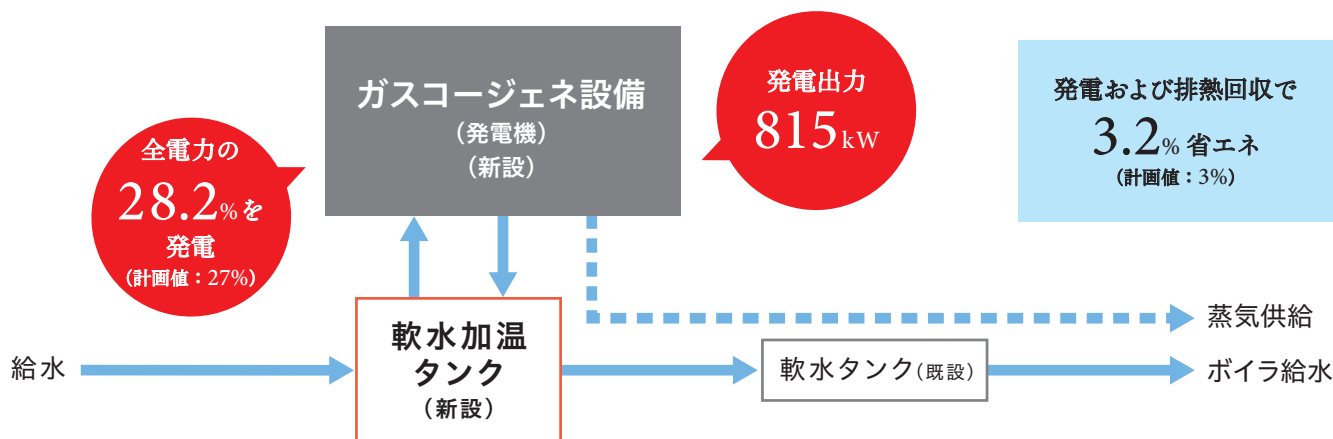 ガスコージェネ設備
(発電機)
(新設)
全電力の
28.2%を
発電
(計画値：27%)
発電出力
815kW
発電および排熱回収で
3.2%省エネ
(計画値：3%)
給水
軟水加温
タンク
(新設)
軟水タンク(既設)
蒸気供給
ボイラ給水